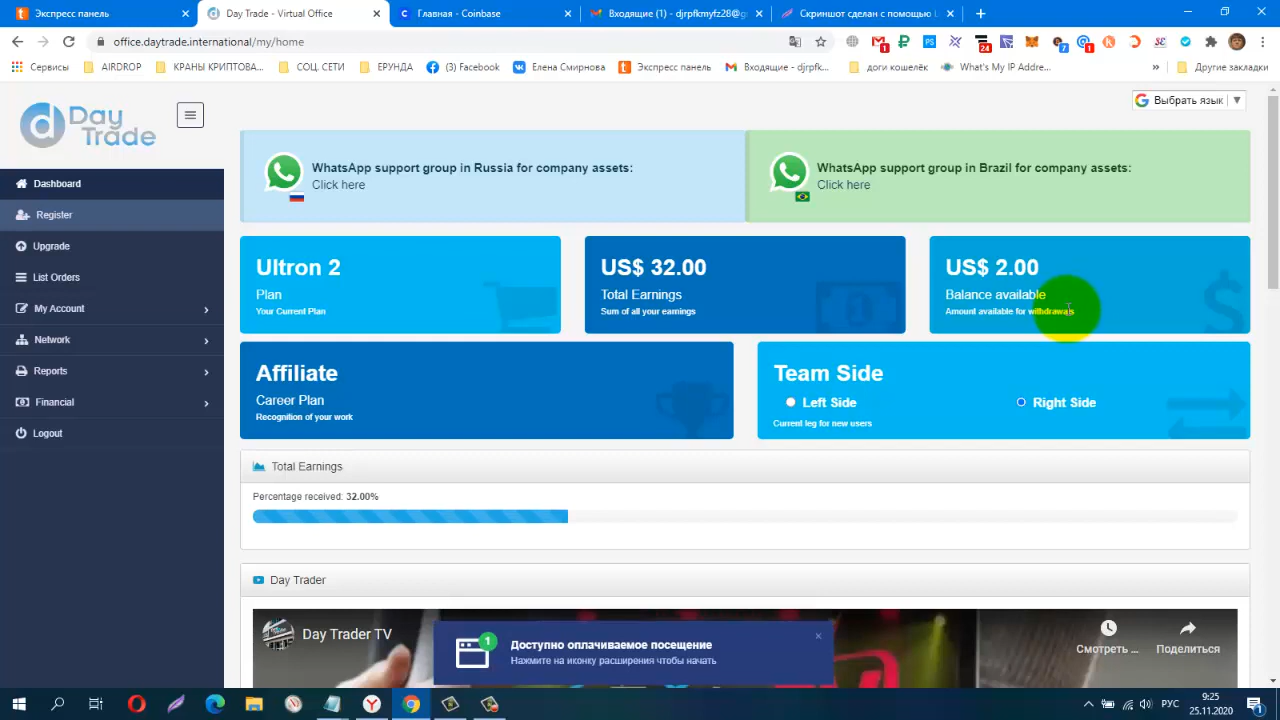 Экспресс панель
Day Trade - Virtual Office
Главная - Coinbase
Входящие (1) - djrpfkmyfz28@g
Скриншот сделан с помощью
office.daytrade.international/my/home
1
24
7
1
Сервисы
AIRDROP
КРАНЫ КРИПТОВА...
СОЦ. СЕТИ
ЕРУНДА
(3) Facebook
Елена Смирнова
Экспресс панель
Входящие - djrpfk...
доги кошелёк
What's My IP Addre...
»
Другие закладки
Day
Trade
Выбрать язык
WhatsApp support group in Russia for company assets:
Click here
WhatsApp support group in Brazil for company assets:
Click here
Dashboard
Register
Upgrade
List Orders
My Account
Network
Reports
Financial
Logout
Ultron 2
Plan
Your Current Plan
US$ 32.00
Total Earnings
Sum of all your earnings
US$ 2.00
Balance available
Amount available for withdrawals
Affiliate
Career Plan
Recognition of your work
Team Side
Left Side
Right Side
Current leg for new users
Total Earnings
Percentage received: 32.00%
Day Trader
Day Trader TV
Смотреть ...
Поделиться
1
Доступно оплачиваемое посещение
Нажмите на иконку расширения чтобы начать
РУС
9:25
25.11.2020
1